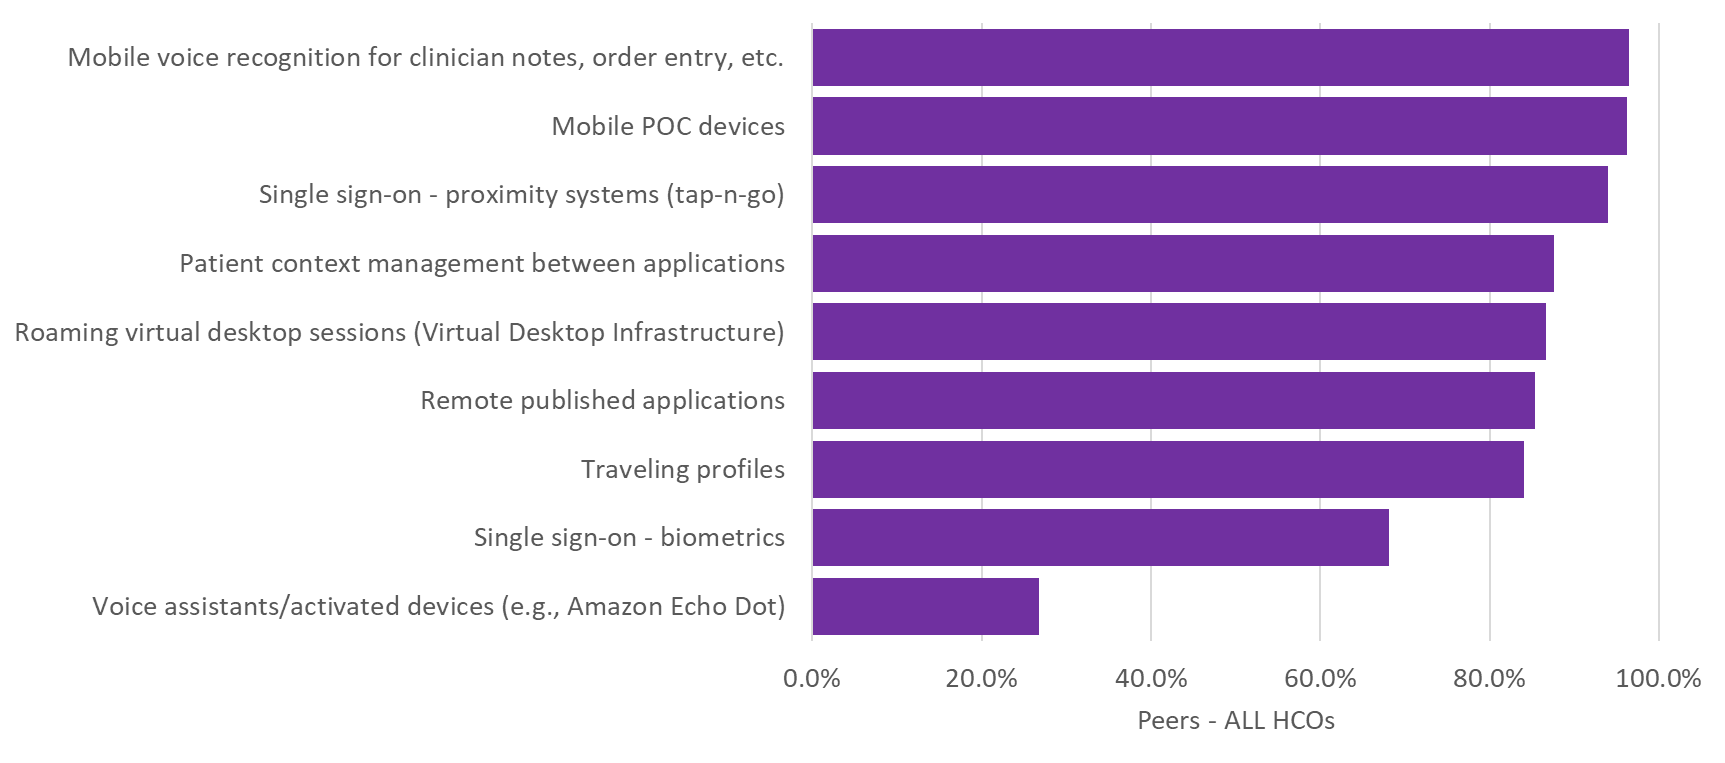 Mobile voice recognition for clinician notes, order entry, etc.
Mobile POC devices
Single sign-on - proximity systems (tap-n-go)
Patient context management between applications
Roaming virtual desktop sessions (Virtual Desktop Infrastructure)
Remote published applications
Traveling profiles
Single sign-on - biometrics
Voice assistants/activated devices (e.g., Amazon Echo Dot)
0.0% 20.0% 40.0% 60.0% 80.0% 100.0%
Peers - ALL HCOs